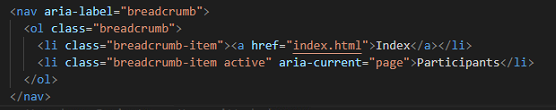 <nav aria-label="breadcrumb">
<ol class="breadcrumb">
<li class="breadcrumb-item"><a href="index.html">Index</a></li>
<li class="breadcrumb-item active" aria-current="page">Participants</li>
</ol>
</nav>